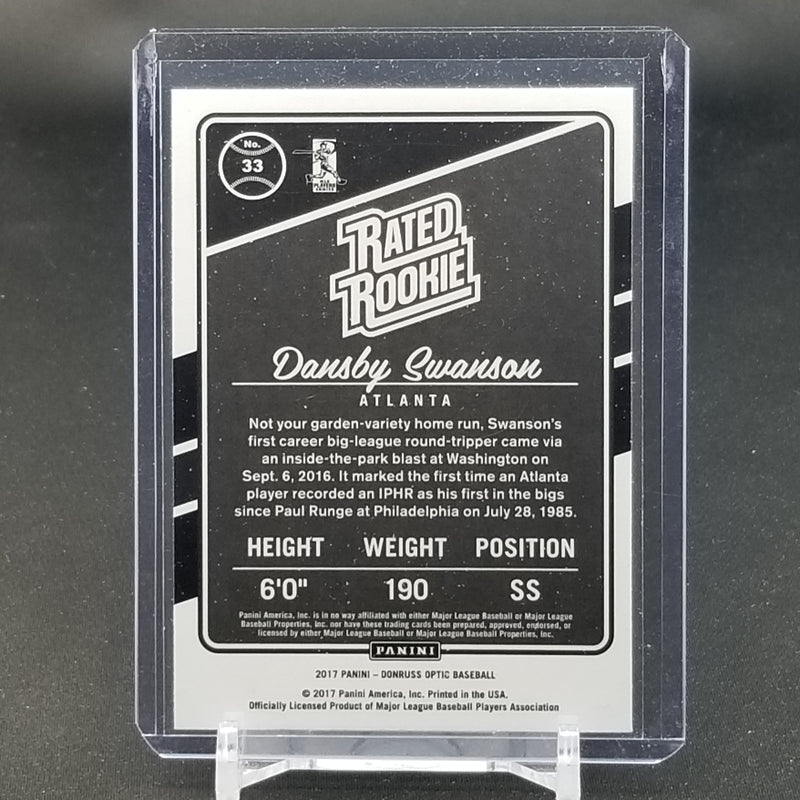 No.
33
MLB
PLAYERS
CHOICE
RATED
ROOKIE
Dansby Swanson
ATLANTA
Not your garden-variety home run, Swanson's
first career big-league round-tripper came via
an inside-the-park blast at Washington on
Sept. 6, 2016. It marked the first time an Atlanta
player recorded an IPHR as his first in the bigs
since Paul Runge at Philadelphia on July 28, 1985.
HEIGHT WEIGHT POSITION
6'0" 190 SS
Panini America, Inc. is in no way affiliated with either Major League Baseball or Major League
Baseball Properties, Inc. nor have these trading cards been prepared, approved, endorsed, or
licensed by either Major League Baseball or Major League Baseball Properties, Inc.
PANINI
2017 PANINI – DONRUSS OPTIC BASEBALL
© 2017 Panini America, Inc. Printed in the USA.
Officially Licensed Product of Major League Baseball Players Association